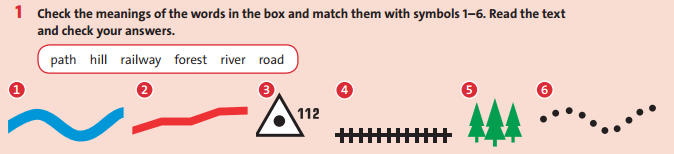 1 Check the meanings of the words in the box and match them with symbols 1–6. Read the text
and check your answers.
path hill railway forest river road
1 2 3 4 5 6
112